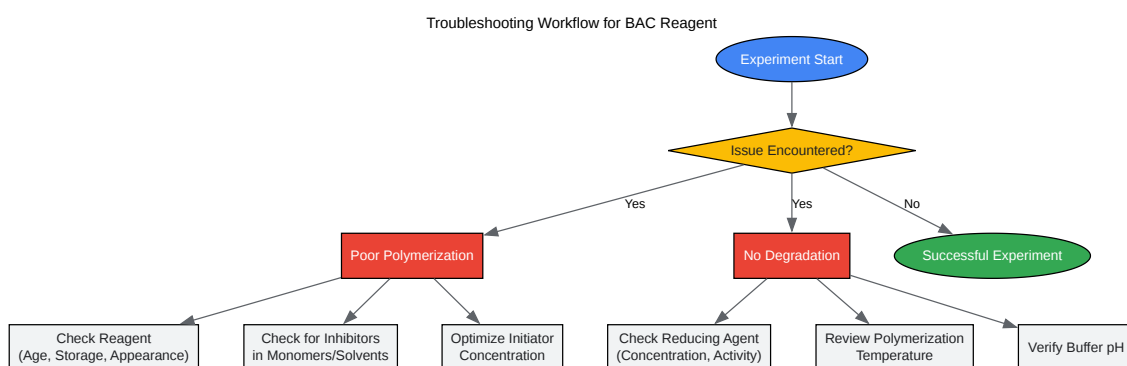 Troubleshooting Workflow for BAC Reagent
Experiment Start
Issue Encountered?
Yes
Yes
No
Poor Polymerization
No Degradation
Successful Experiment
Check Reagent
(Age, Storage, Appearance)
Check for Inhibitors
in Monomers/Solvents
Optimize Initiator
Concentration
Check Reducing Agent
(Concentration, Activity)
Review Polymerization
Temperature
Verify Buffer pH